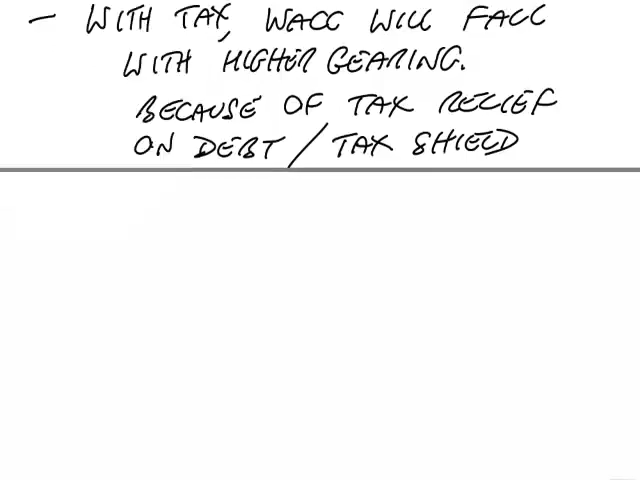 - WITH TAX, WACC WILL FALL
WITH HIGHER GEARING.
BECAUSE OF TAX RELIEF
ON DEBT / TAX SHIELD